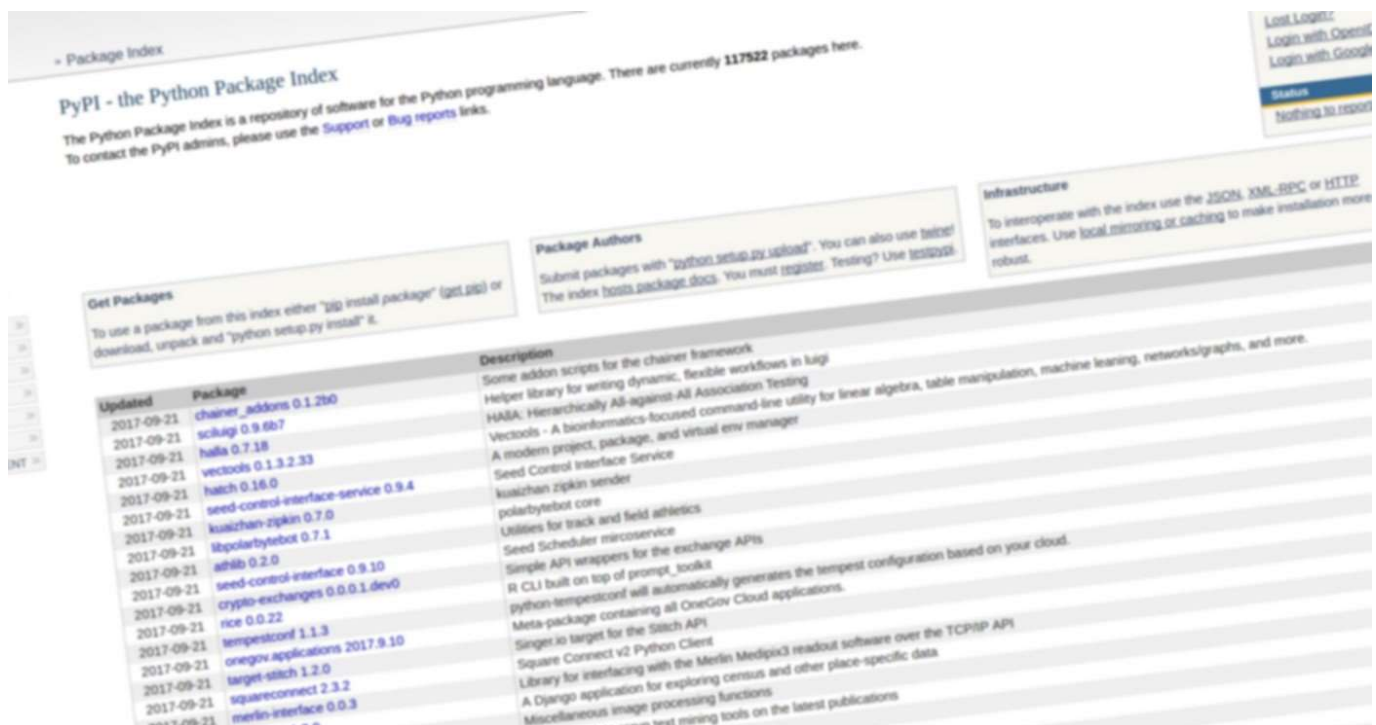 » Package Index
PyPI - the Python Package Index
The Python Package Index is a repository of software for the Python programming language. There are currently 117522 packages here.
To contact the PyPI admins, please use the Support or Bug reports links.
Lost Login?
Login with OpenID
Login with Google
Status
Nothing to report
Get Packages
To use a package from this index either "pip install package" (get pip) or
download, unpack and "python setup.py install" it.
Package Authors
Submit packages with "python setup.py upload". You can also use twine!
The index hosts package docs. You must register. Testing? Use testpypi.
Infrastructure
To interoperate with the index use the JSON, XML-RPC or HTTP
interfaces. Use local mirroring or caching to make installation more
robust.
ENT »
Updated Package Description
2017-09-21 chainer_addons 0.1.2b0 Some addon scripts for the chainer framework
2017-09-21 sciluigi 0.9.6b7 Helper library for writing dynamic, flexible workflows in luigi
2017-09-21 halla 0.7.18 HAllA: Hierarchically All-against-All Association Testing
2017-09-21 vectools 0.1.3.2.33 Vectools - A bioinformatics-focused command-line utility for linear algebra, table manipulation, machine leaning, networks/graphs, and more.
2017-09-21 hatch 0.16.0 A modern project, package, and virtual env manager
2017-09-21 seed-control-interface-service 0.9.4 Seed Control Interface Service
2017-09-21 kuaizhan-zipkin 0.7.0 kuaizhan zipkin sender
2017-09-21 libpolarbytebot 0.7.1 polarbytebot core
2017-09-21 athlib 0.2.0 Utilities for track and field athletics
2017-09-21 seed-control-interface 0.9.10 Seed Scheduler mircoservice
2017-09-21 crypto-exchanges 0.0.0.1.dev0 Simple API wrappers for the exchange APIs
2017-09-21 rice 0.0.22 R CLI built on top of prompt_toolkit
2017-09-21 tempestconf 1.1.3 python-tempestconf will automatically generates the tempest configuration based on your cloud.
2017-09-21 onegov.applications 2017.9.10 Meta-package containing all OneGov Cloud applications.
2017-09-21 target-stitch 1.2.0 Singer.io target for the Stitch API
2017-09-21 squareconnect 2.3.2 Square Connect v2 Python Client
2017-09-21 merlin-interface 0.0.3 Library for interfacing with the Merlin Medipix3 readout software over the TCP/IP API
A Django application for exploring census and other place-specific data
Miscellaneous image processing functions
text mining tools on the latest publications